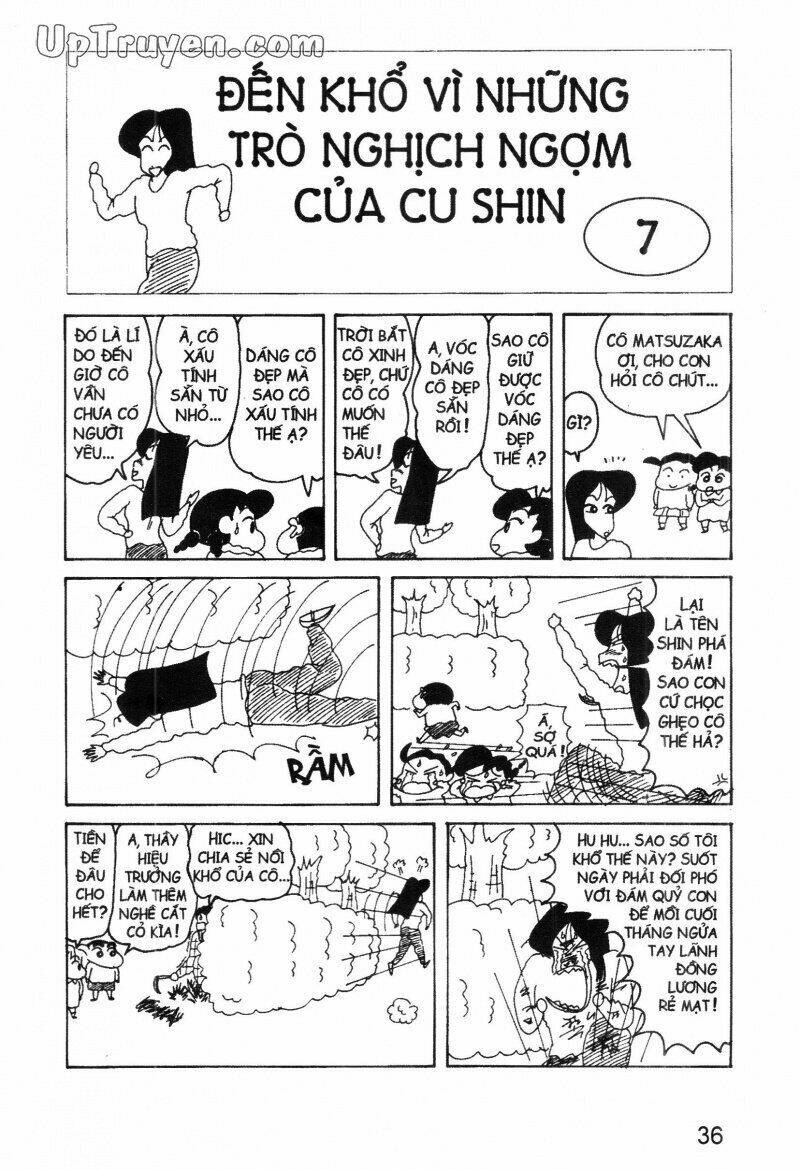 UpTruyen.com
ĐẾN KHỔ VÌ NHỮNG
TRÒ NGHỊCH NGỢM
CỦA CU SHIN
7
CÔ MATSUZAKA
ƠI, CHO CON
HỎI CÔ CHÚT...
GÌ?
SAO CÔ
GIỮ
ĐƯỢC
VÓC
DÁNG
ĐẸP
THẾ Ạ?
A, VÓC
DÁNG
CÔ ĐẸP
SẴN
RỒI!
TRỜI BẮT
CÔ XINH
ĐẸP, CHỨ
CÔ CÓ
MUỐN
THẾ
ĐÂU!
DÁNG CÔ
ĐẸP MÀ
SAO CÔ
XẤU TÍNH
THẾ Ạ?
À, CÔ
XẤU
TÍNH
SẴN TỪ
NHỎ...
ĐÓ LÀ LÍ
DO ĐẾN
GIỜ CÔ
VẪN
CHƯA CÓ
NGƯỜI
YÊU...
LẠI
LÀ TÊN
SHIN PHÁ
ĐÁM!
SAO CON
CỨ CHỌC
GHẸO CÔ
THẾ HẢ?
Ă,
SỢ
QUÁ!
RẦM
HU HU... SAO SỐ TÔI
KHỔ THẾ NÀY? SUỐT
NGÀY PHẢI ĐỐI PHÓ
VỚI ĐÁM QUỶ CON
ĐỂ MỖI CUỐI
THÁNG NGỬA
TAY LÃNH
ĐỒNG
LƯƠNG
RẺ MẠT!
HIC... XIN
CHIA SẺ NỖI
KHỔ CỦA CÔ...
A, THẦY
HIỆU
TRƯỞNG
LÀM THÊM
NGHỀ CẮT
CỎ KÌA!
TIỀN
ĐỂ
ĐÂU
CHO
HẾT?
36